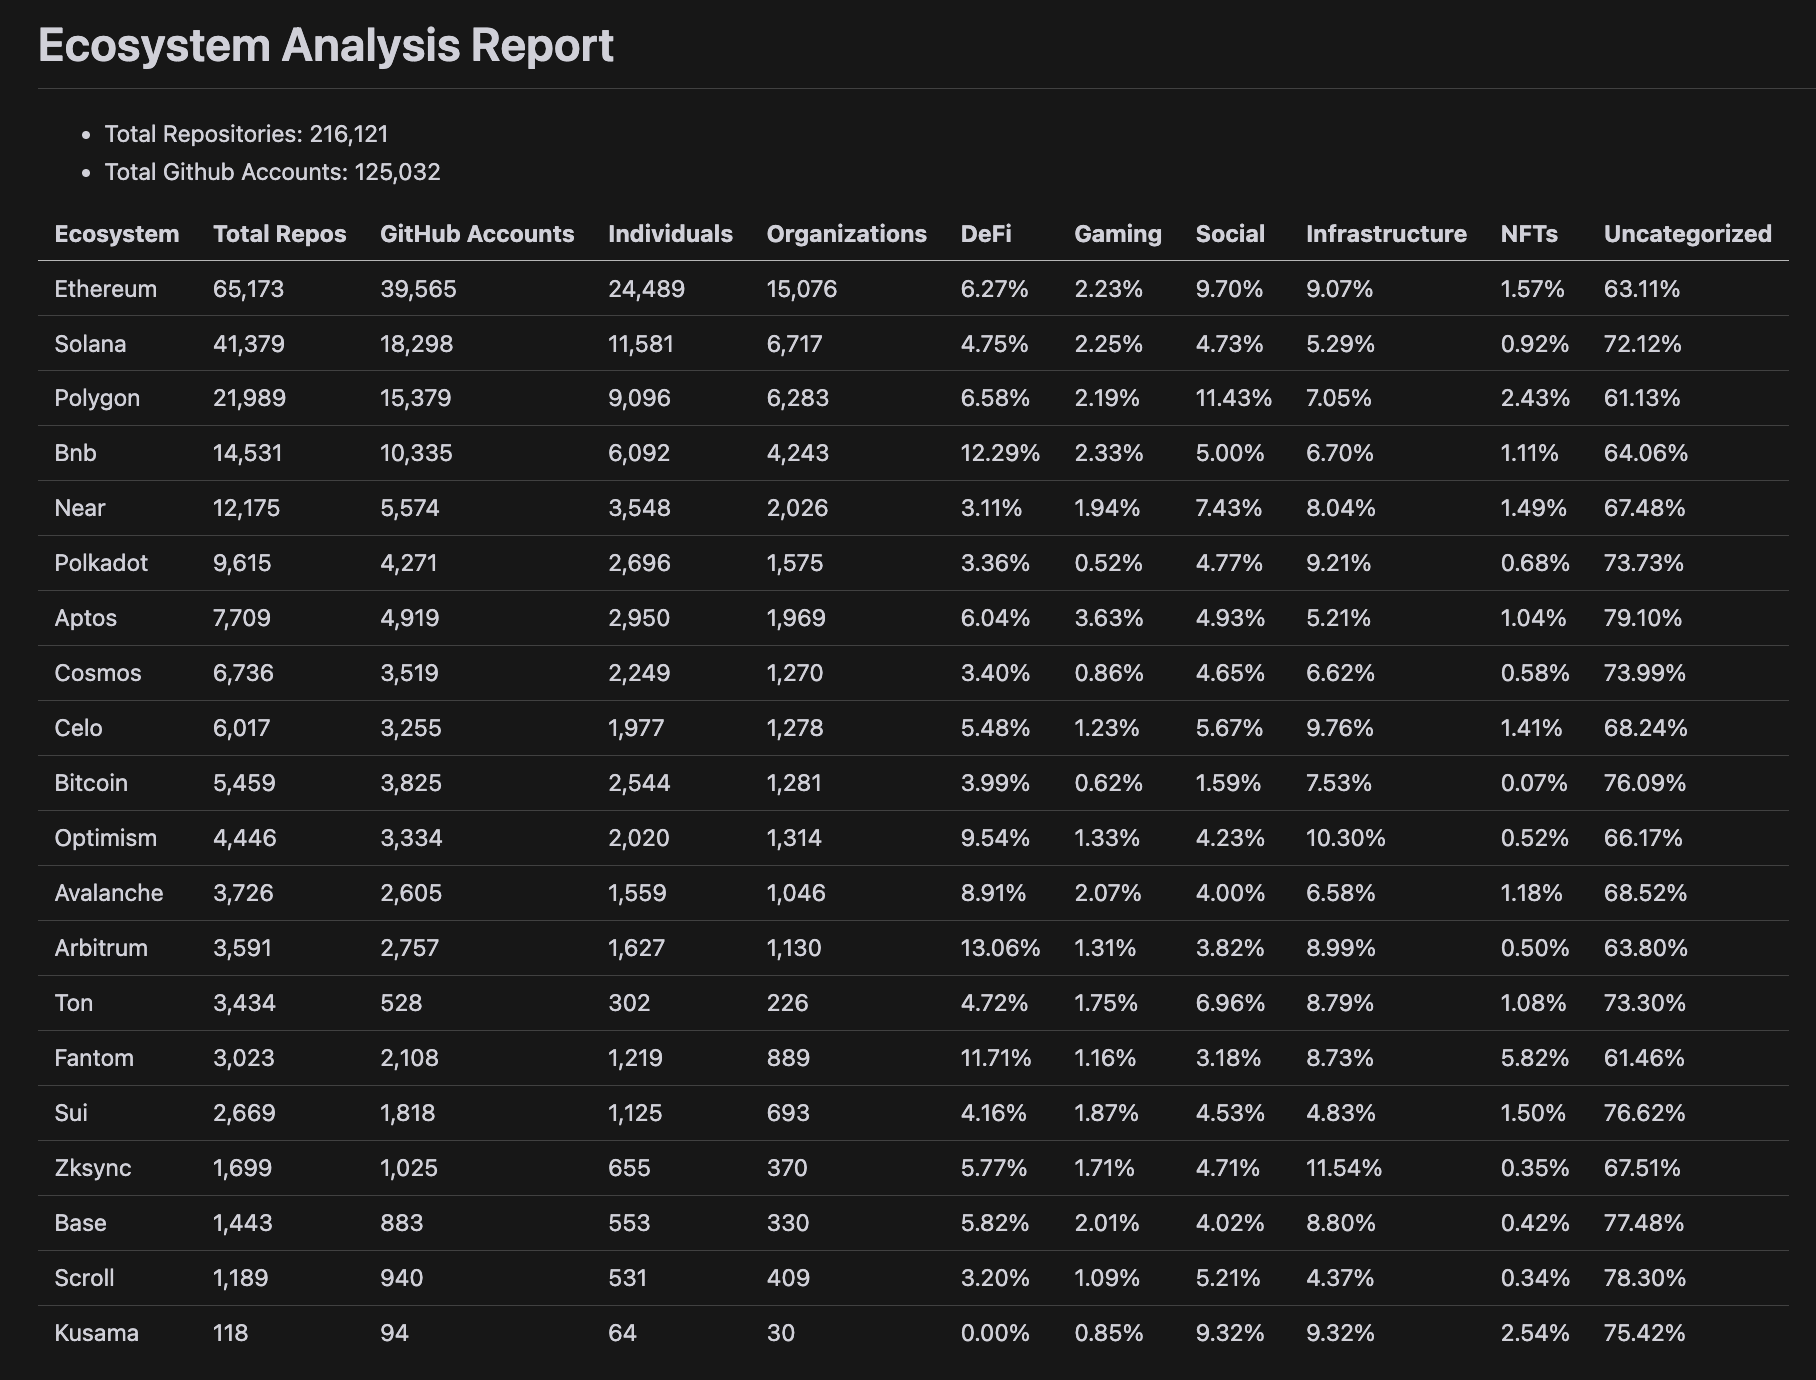 Ecosystem Analysis Report
• Total Repositories: 216,121
• Total Github Accounts: 125,032
Ecosystem Total Repos GitHub Accounts Individuals Organizations DeFi Gaming Social Infrastructure NFTs Uncategorized
Ethereum 65,173 39,565 24,489 15,076 6.27% 2.23% 9.70% 9.07% 1.57% 63.11%
Solana 41,379 18,298 11,581 6,717 4.75% 2.25% 4.73% 5.29% 0.92% 72.12%
Polygon 21,989 15,379 9,096 6,283 6.58% 2.19% 11.43% 7.05% 2.43% 61.13%
Bnb 14,531 10,335 6,092 4,243 12.29% 2.33% 5.00% 6.70% 1.11% 64.06%
Near 12,175 5,574 3,548 2,026 3.11% 1.94% 7.43% 8.04% 1.49% 67.48%
Polkadot 9,615 4,271 2,696 1,575 3.36% 0.52% 4.77% 9.21% 0.68% 73.73%
Aptos 7,709 4,919 2,950 1,969 6.04% 3.63% 4.93% 5.21% 1.04% 79.10%
Cosmos 6,736 3,519 2,249 1,270 3.40% 0.86% 4.65% 6.62% 0.58% 73.99%
Celo 6,017 3,255 1,977 1,278 5.48% 1.23% 5.67% 9.76% 1.41% 68.24%
Bitcoin 5,459 3,825 2,544 1,281 3.99% 0.62% 1.59% 7.53% 0.07% 76.09%
Optimism 4,446 3,334 2,020 1,314 9.54% 1.33% 4.23% 10.30% 0.52% 66.17%
Avalanche 3,726 2,605 1,559 1,046 8.91% 2.07% 4.00% 6.58% 1.18% 68.52%
Arbitrum 3,591 2,757 1,627 1,130 13.06% 1.31% 3.82% 8.99% 0.50% 63.80%
Ton 3,434 528 302 226 4.72% 1.75% 6.96% 8.79% 1.08% 73.30%
Fantom 3,023 2,108 1,219 889 11.71% 1.16% 3.18% 8.73% 5.82% 61.46%
Sui 2,669 1,818 1,125 693 4.16% 1.87% 4.53% 4.83% 1.50% 76.62%
Zksync 1,699 1,025 655 370 5.77% 1.71% 4.71% 11.54% 0.35% 67.51%
Base 1,443 883 553 330 5.82% 2.01% 4.02% 8.80% 0.42% 77.48%
Scroll 1,189 940 531 409 3.20% 1.09% 5.21% 4.37% 0.34% 78.30%
Kusama 118 94 64 30 0.00% 0.85% 9.32% 9.32% 2.54% 75.42%